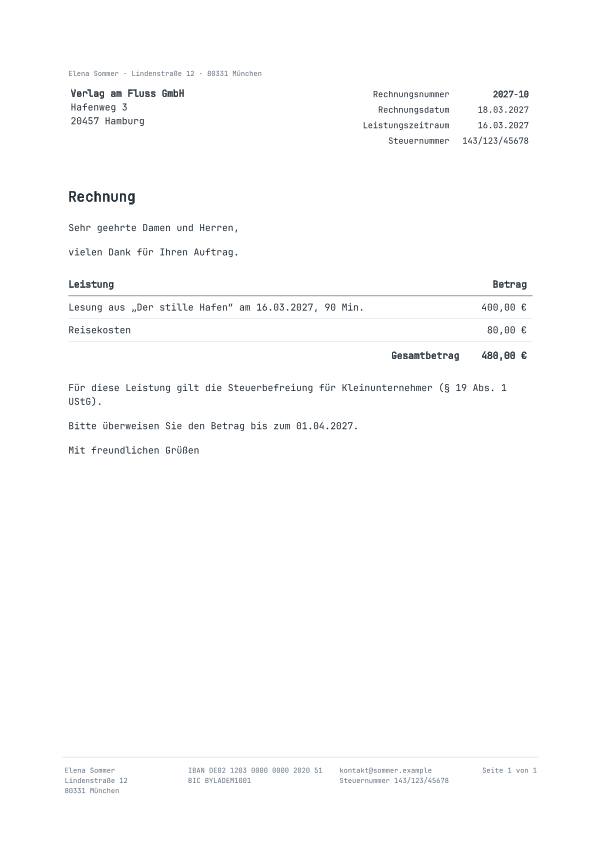 Elena Sommer · Lindenstraße 12 · 80331 München
Verlag am Fluss GmbH
Hafenweg 3
20457 Hamburg
Rechnungsnummer 2027-10
Rechnungsdatum 18.03.2027
Leistungszeitraum 16.03.2027
Steuernummer 143/123/45678
Rechnung
Sehr geehrte Damen und Herren,
vielen Dank für Ihren Auftrag.
Leistung Betrag
Lesung aus „Der stille Hafen“ am 16.03.2027, 90 Min. 400,00 €
Reisekosten 80,00 €
Gesamtbetrag 480,00 €
Für diese Leistung gilt die Steuerbefreiung für Kleinunternehmer (§ 19 Abs. 1
UStG).
Bitte überweisen Sie den Betrag bis zum 01.04.2027.
Mit freundlichen Grüßen
Elena Sommer
Lindenstraße 12
80331 München
IBAN DE02 1203 0000 0000 2020 51
BIC BYLADEM1001
kontakt@sommer.example
Steuernummer 143/123/45678
Seite 1 von 1